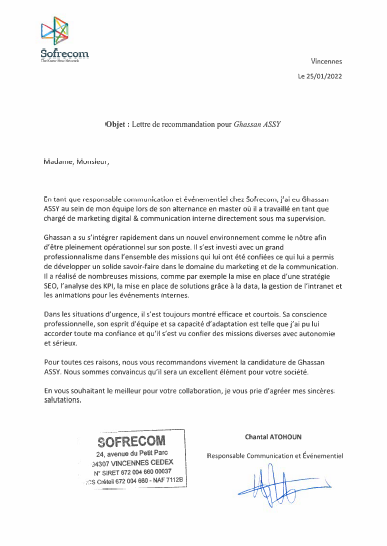 Sofrecom
The Know-How Network
Vincennes
Le 25/01/2022
Objet : Lettre de recommandation pour Ghassan ASSY
Madame, Monsieur,
En tant que responsable communication et événementiel chez Sofrecom, j'ai eu Ghassan
ASSY au sein de mon équipe lors de son alternance en master où il a travaillé en tant que
chargé de marketing digital & communication interne directement sous ma supervision.
Ghassan a su s'intégrer rapidement dans un nouvel environnement comme le nôtre afin
d'être pleinement opérationnel sur son poste. Il s'est investi avec un grand
professionnalisme dans l'ensemble des missions qui lui ont été confiées ce qui lui a permis
de développer un solide savoir-faire dans le domaine du marketing et de la communication.
Il a réalisé de nombreuses missions, comme par exemple la mise en place d'une stratégie
SEO, l'analyse des KPI, la mise en place de solutions grâce à la data, la gestion de l'intranet et
les animations pour les événements internes.
Dans les situations d'urgence, il s'est toujours montré efficace et courtois. Sa conscience
professionnelle, son esprit d'équipe et sa capacité d'adaptation est telle que j'ai pu lui
accorder toute ma confiance et qu'il s'est vu confier des missions diverses avec autonomie
et sérieux.
Pour toutes ces raisons, nous vous recommandons vivement la candidature de Ghassan
ASSY. Nous sommes convaincus qu'il sera un excellent élément pour votre société.
En vous souhaitant le meilleur pour votre collaboration, je vous prie d'agréer mes sincères
salutations.
Chantal ATOHOUN
Responsable Communication et Événementiel
SOFRECOM
24, avenue du Petit Parc
94307 VINCENNES CEDEX
N° SIRET 672 004 660 00037
RCS Créteil 672 004 660 - NAF 7112B